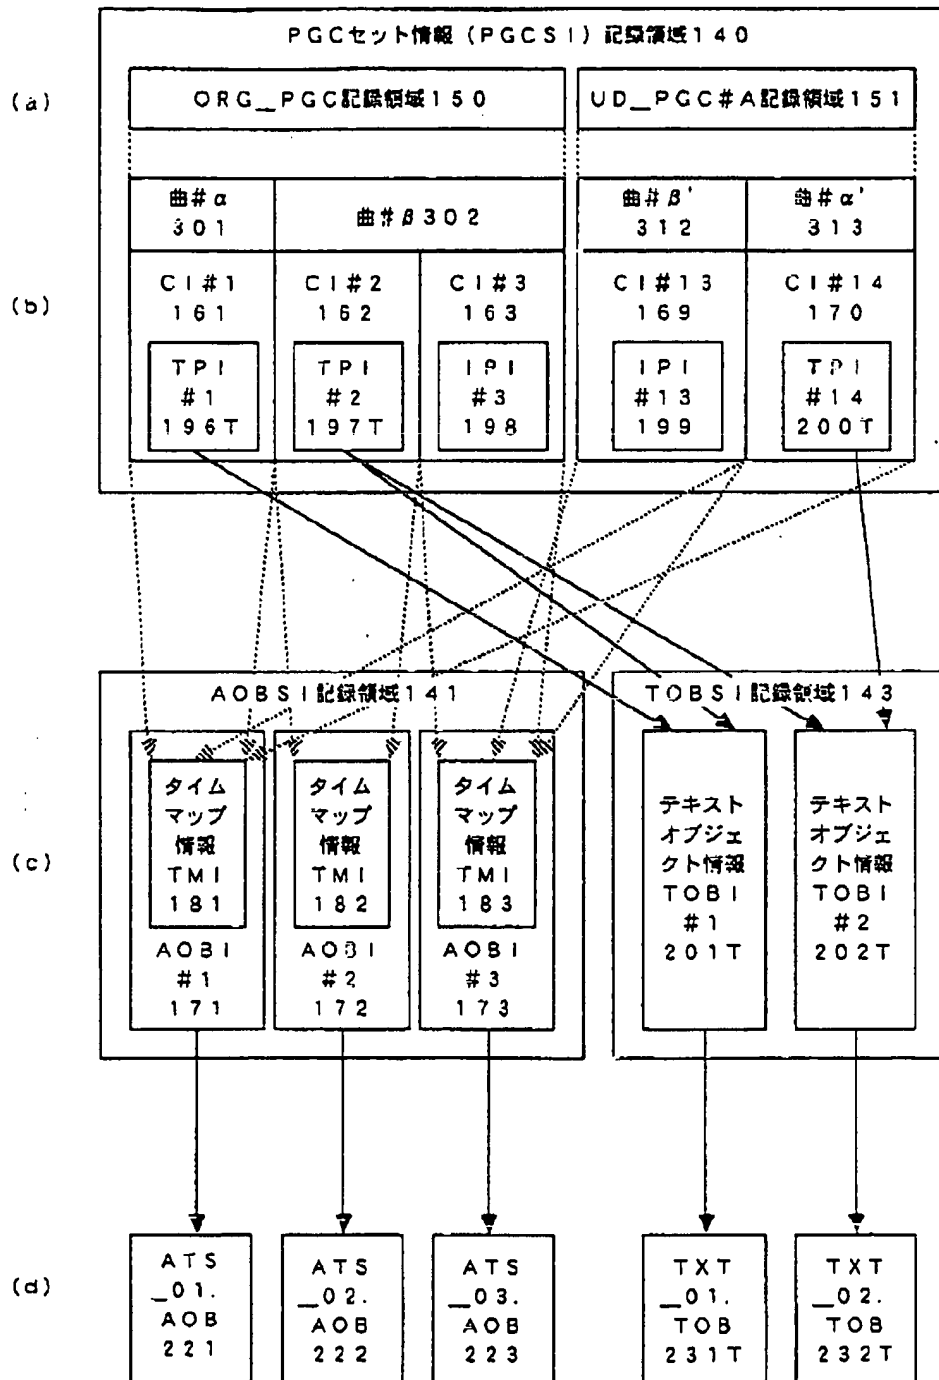 PGCセット情報(PGCSI)記録領域140
(a)
ORG__PGC記録領域150
UD__PGC#A記録領域151
曲#α
301
曲#β302
曲#β'
312
曲#α'
313
(b)
CI#1
161
CI#2
162
CI#3
163
CI#13
169
CI#14
170
TPI
#1
196T
TPI
#2
197T
IPI
#3
198
IPI
#13
199
TPI
#14
200T
AOBSI記録領域141
TOBSI記録領域143
(c)
タイム
マップ
情報
TMI
181
タイム
マップ
情報
TMI
182
タイム
マップ
情報
TMI
183
AOBI
#1
171
AOBI
#2
172
AOBI
#3
173
テキスト
オブジェ
クト情報
TOBI
#1
201T
テキスト
オブジェ
クト情報
TOBI
#2
202T
(d)
ATS
__01.
AOB
221
ATS
__02.
AOB
222
ATS
__03.
AOB
223
TXT
__01.
TOB
231T
TXT
__02.
TOB
232T